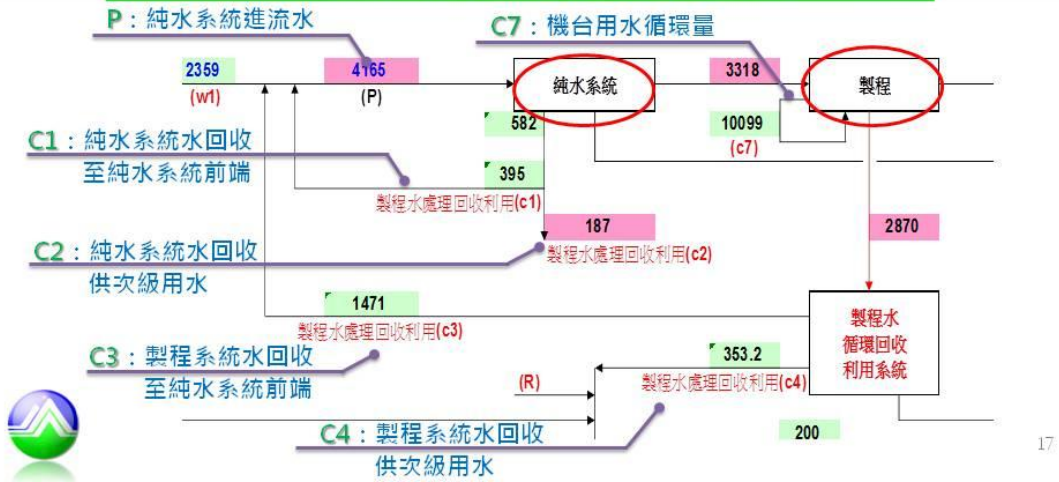 P：純水系統進流水
C7：機台用水循環量
2359
4165
3318
(w1)
(P)
純水系統
製程
582
10099
(c7)
C1：純水系統水回收
至純水系統前端
395
製程水處理回收利用(c1)
187
2870
C2：純水系統水回收
供次級用水
製程水處理回收利用(c2)
1471
製程水處理回收利用(c3)
製程水
循環回收
利用系統
C3：製程系統水回收
至純水系統前端
353.2
(R)
製程水處理回收利用(c4)
C4：製程系統水回收
供次級用水
200
17